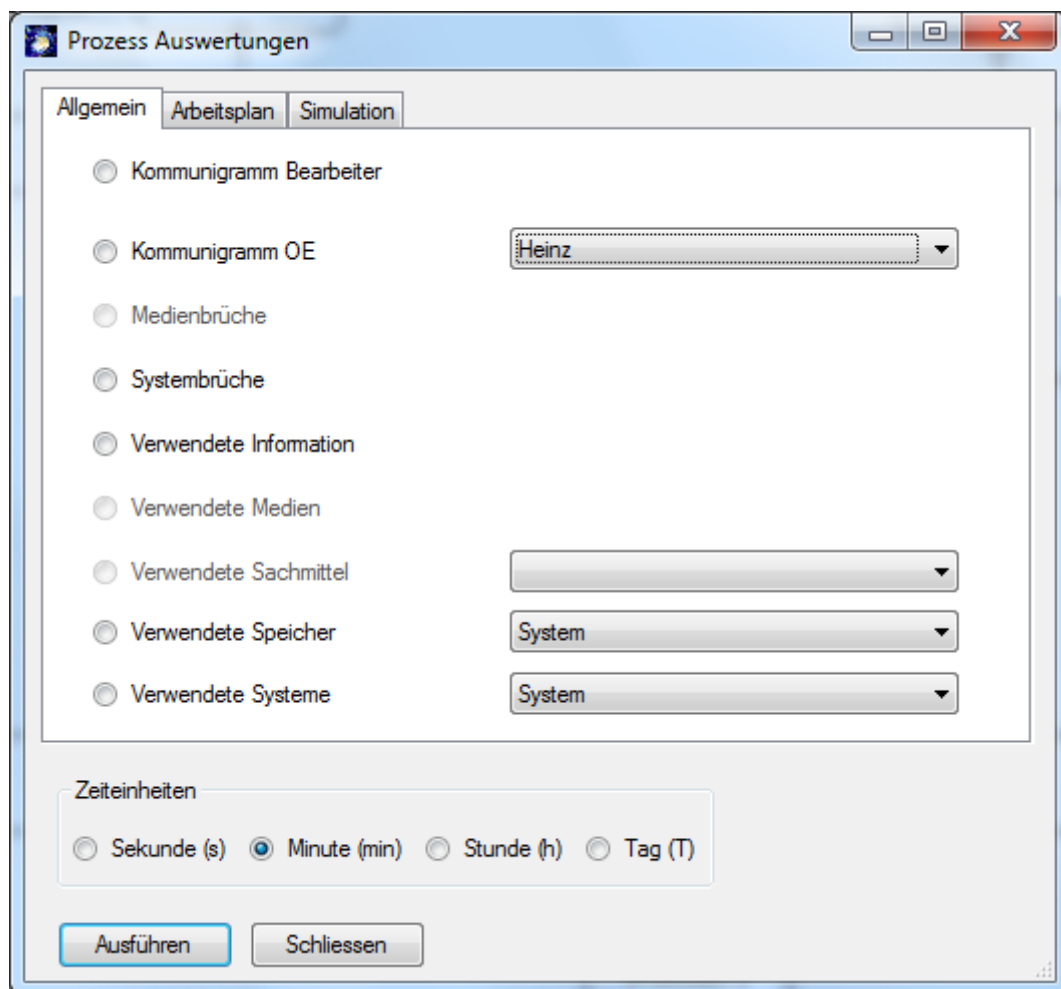 Prozess Auswertungen
Allgemein Arbeitsplan Simulation
Kommunigramm Bearbeiter
Kommunigramm OE Heinz
Medienbrüche
Systembrüche
Verwendete Information
Verwendete Medien
Verwendete Sachmittel
Verwendete Speicher System
Verwendete Systeme System
Zeiteinheiten
Sekunde (s) Minute (min) Stunde (h) Tag (T)
Ausführen Schliessen